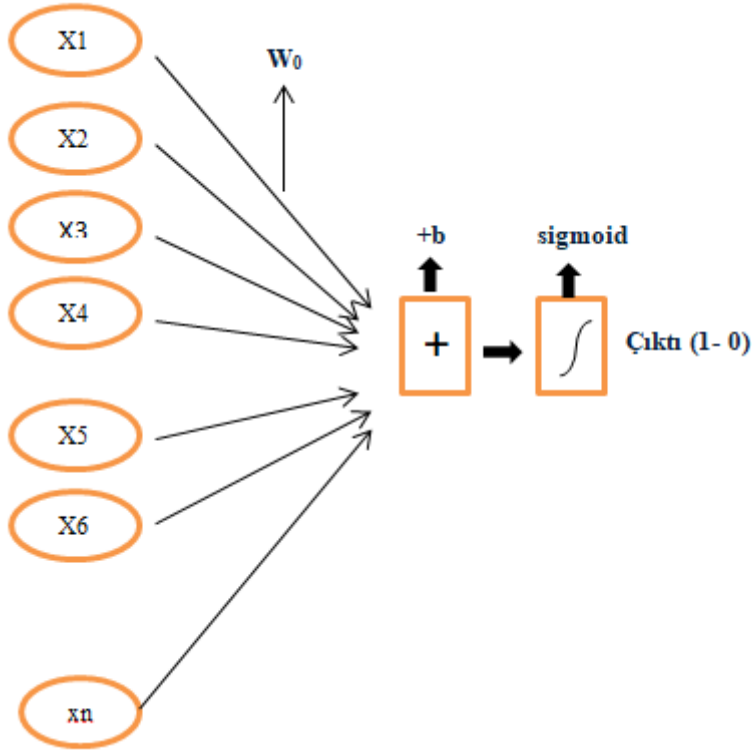 X1
W₀
X2
X3
+b
sigmoid
X4
+
Çıktı (1- 0)
X5
X6
xn